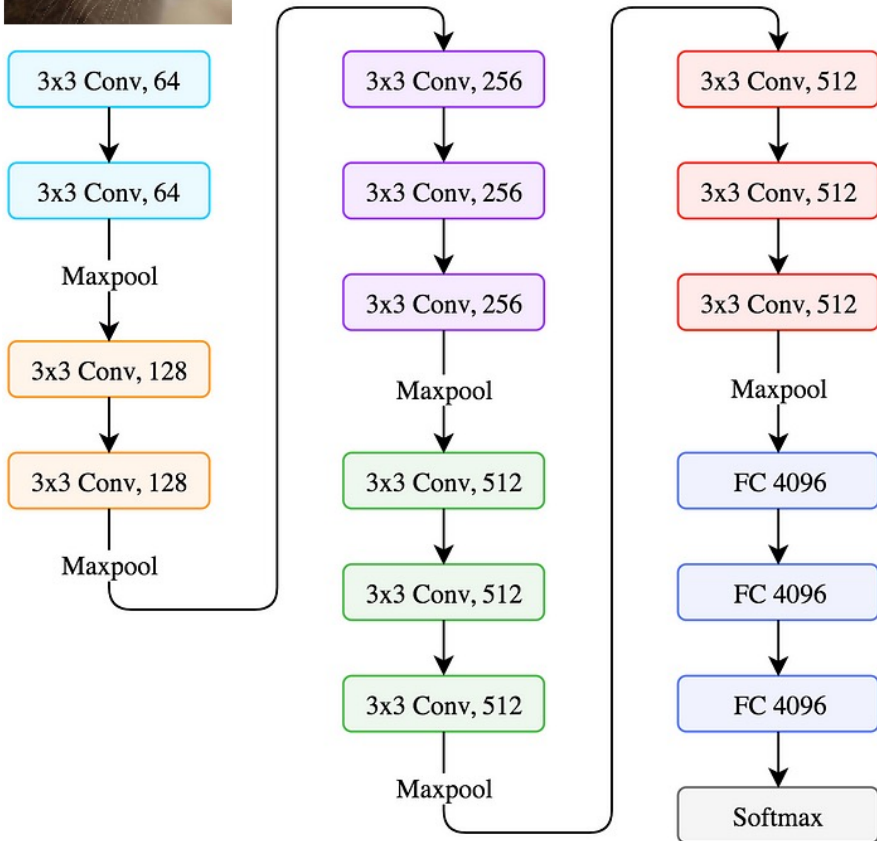 3x3 Conv, 64
3x3 Conv, 64
Maxpool
3x3 Conv, 128
3x3 Conv, 128
Maxpool
3x3 Conv, 256
3x3 Conv, 256
3x3 Conv, 256
Maxpool
3x3 Conv, 512
3x3 Conv, 512
3x3 Conv, 512
Maxpool
3x3 Conv, 512
3x3 Conv, 512
3x3 Conv, 512
Maxpool
FC 4096
FC 4096
FC 4096
Softmax